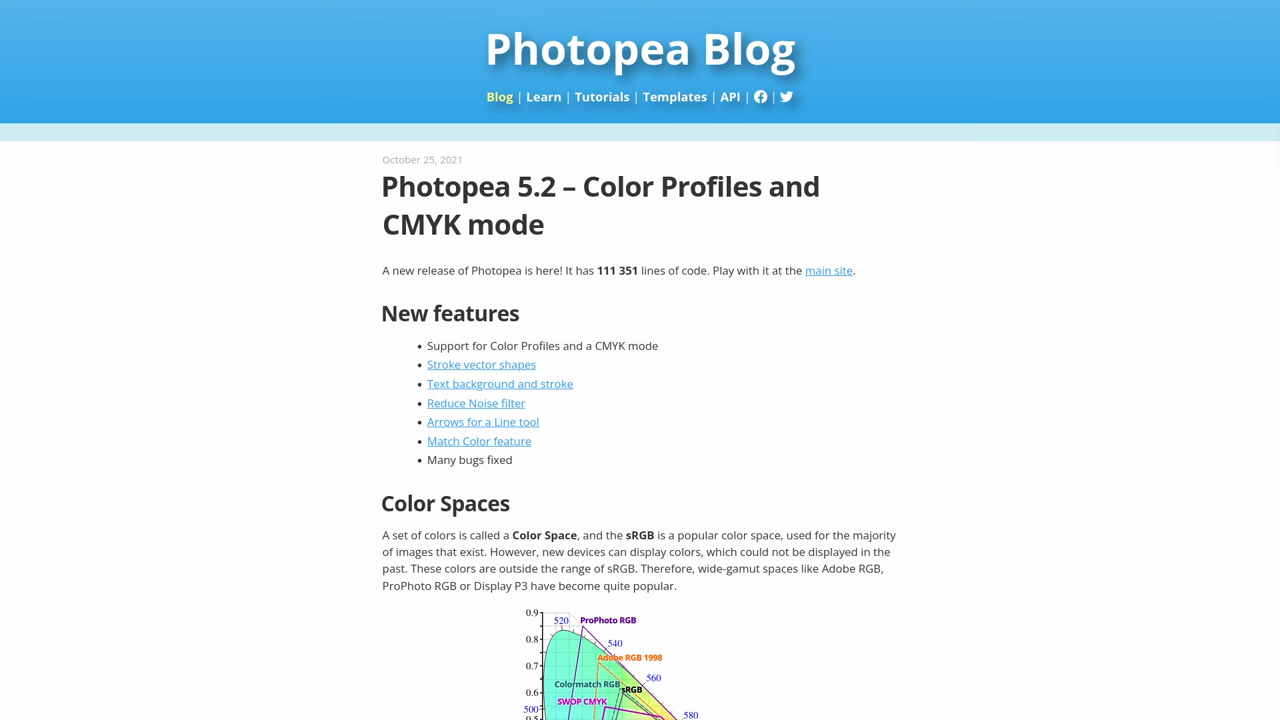 Photopea Blog
Blog | Learn | Tutorials | Templates | API | |
October 25, 2021
Photopea 5.2 – Color Profiles and
CMYK mode
A new release of Photopea is here! It has 111 351 lines of code. Play with it at the main site.
New features
• Support for Color Profiles and a CMYK mode
• Stroke vector shapes
• Text background and stroke
• Reduce Noise filter
• Arrows for a Line tool
• Match Color feature
• Many bugs fixed
Color Spaces
A set of colors is called a Color Space, and the sRGB is a popular color space, used for the majority
of images that exist. However, new devices can display colors, which could not be displayed in the
past. These colors are outside the range of sRGB. Therefore, wide-gamut spaces like Adobe RGB,
ProPhoto RGB or Display P3 have become quite popular.
0.9
520 ProPhoto RGB
0.8
540
0.7
Adobe RGB 1998
560
Colormatch RGB
sRGB
0.6
SWOP CMYK
500
580
0.5